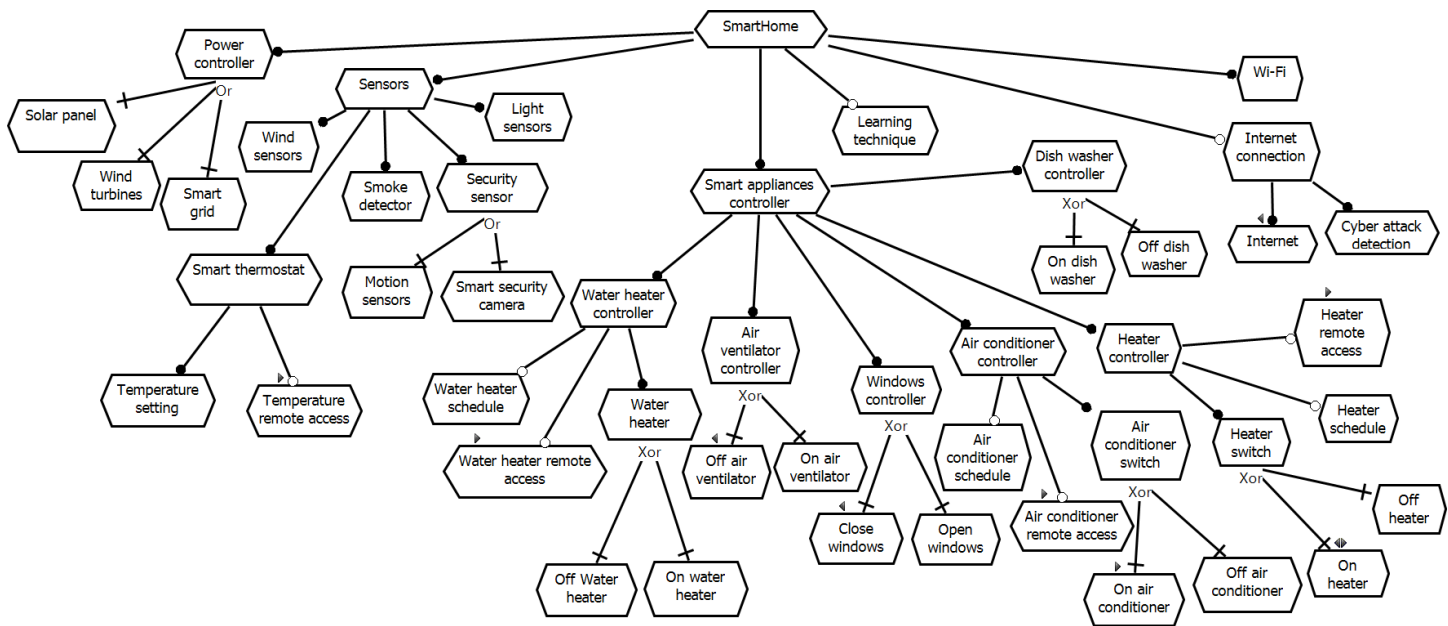 SmartHome
Power
controller
Or
Solar panel
Wind
turbines
Smart
grid
Sensors
Wind
sensors
Smoke
detector
Security
sensor
Light
sensors
Or
Motion
sensors
Smart security
camera
Smart thermostat
Temperature
setting
Temperature
remote access
Learning
technique
Wi-Fi
Internet
connection
Internet
Cyber attack
detection
Smart appliances
controller
Dish washer
controller
Xor
On dish
washer
Off dish
washer
Water heater
controller
Water heater
schedule
Water heater remote
access
Water
heater
Xor
Off Water
heater
On water
heater
Air
ventilator
controller
Xor
Off air
ventilator
On air
ventilator
Windows
controller
Xor
Close
windows
Open
windows
Air conditioner
controller
Air
conditioner
schedule
Air conditioner
remote access
Air
conditioner
switch
Xor
On air
conditioner
Off air
conditioner
Heater
controller
Heater
remote
access
Heater
schedule
Heater
switch
Xor
Off
heater
On
heater